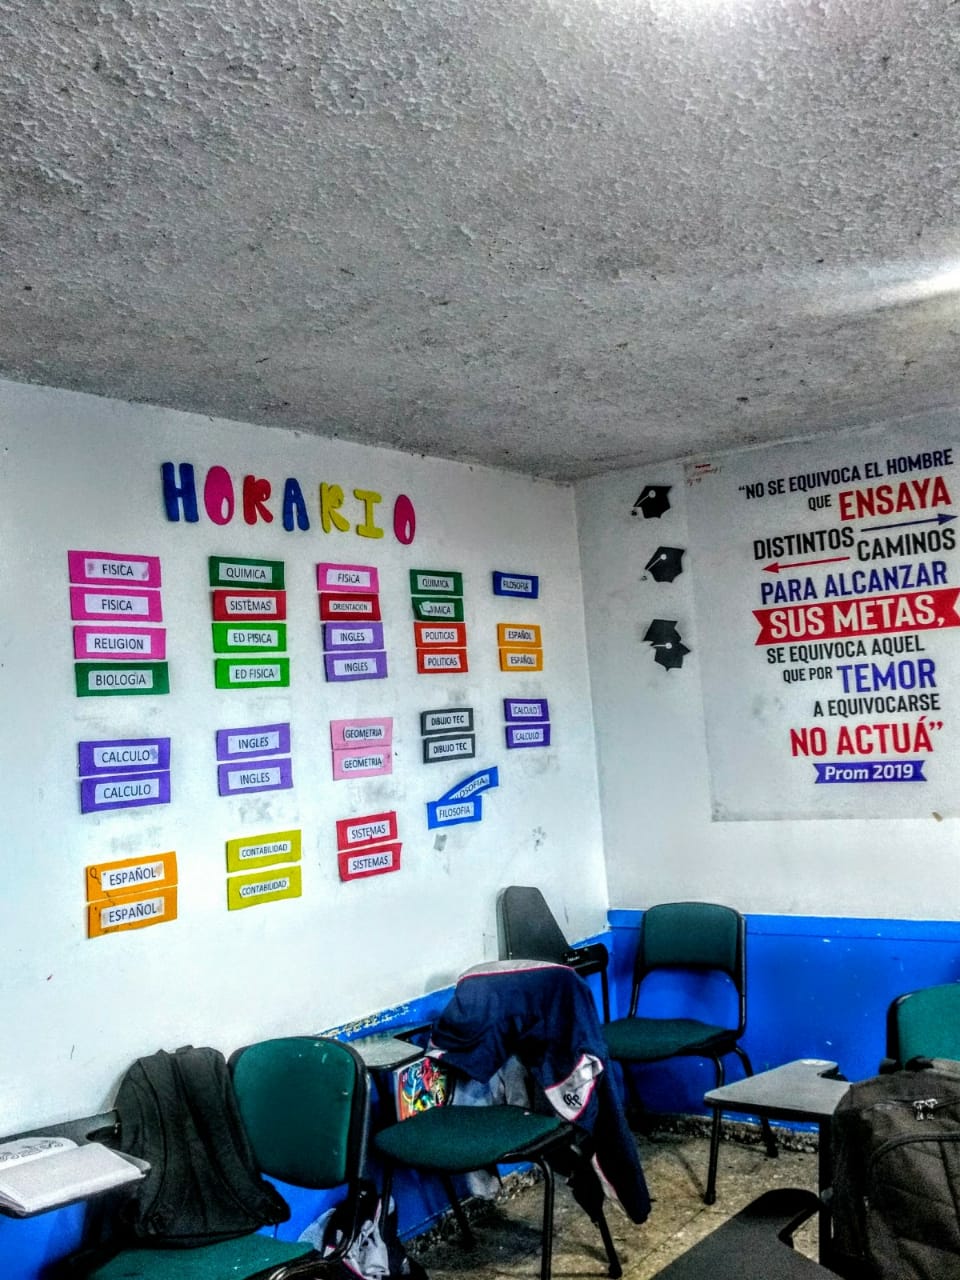 HORARIO
FISICA
FISICA
RELIGION
BIOLOGIA
CALCULO
CALCULO
ESPAÑOL
ESPAÑOL
QUIMICA
SISTEMAS
ED FISICA
ED FISICA
INGLES
INGLES
CONTABILIDAD
CONTABILIDAD
FISICA
ORIENTACION
INGLES
INGLES
GEOMETRIA
GEOMETRIA
SISTEMAS
SISTEMAS
QUIMICA
POLITICAS
POLITICAS
DIBUJO TEC
DIBUJO TEC
FILOSOFIA
FILOSOFIA
FILOSOFIA
ESPAÑOL
ESPAÑOL
CALCULO
CALCULO
"NO SE EQUIVOCA EL HOMBRE
QUE ENSAYA
DISTINTOS CAMINOS
PARA ALCANZAR
SUS METAS,
SE EQUIVOCA AQUEL
QUE POR TEMOR
A EQUIVOCARSE
NO ACTUÁ"
Prom 2019